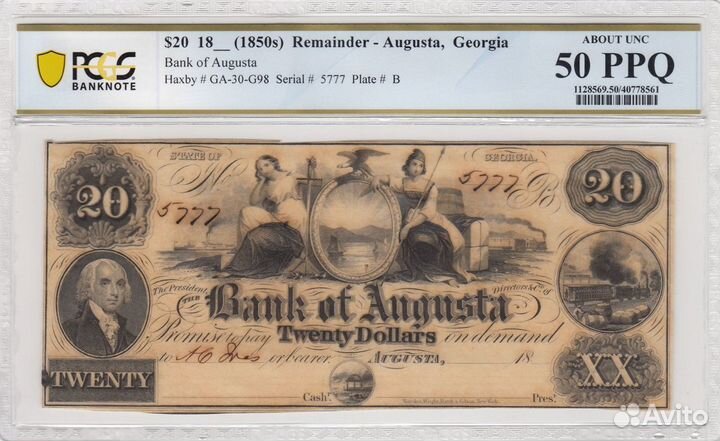 $20 18__ (1850s) Remainder - Augusta, Georgia
Bank of Augusta
Haxby # GA-30-G98 Serial # 5777 Plate # B
PCGS
BANKNOTE
ABOUT UNC
50 PPQ
1128569.50/40778561
STATE OF GEORGIA.
20 No 5777 B 20
5777
The President, Directors & Co. of
THE Bank of Augusta
Promise to pay Twenty Dollars on demand
to or bearer. AUGUSTA, 18
TWENTY XX
Cash.r Pres.t
Avito